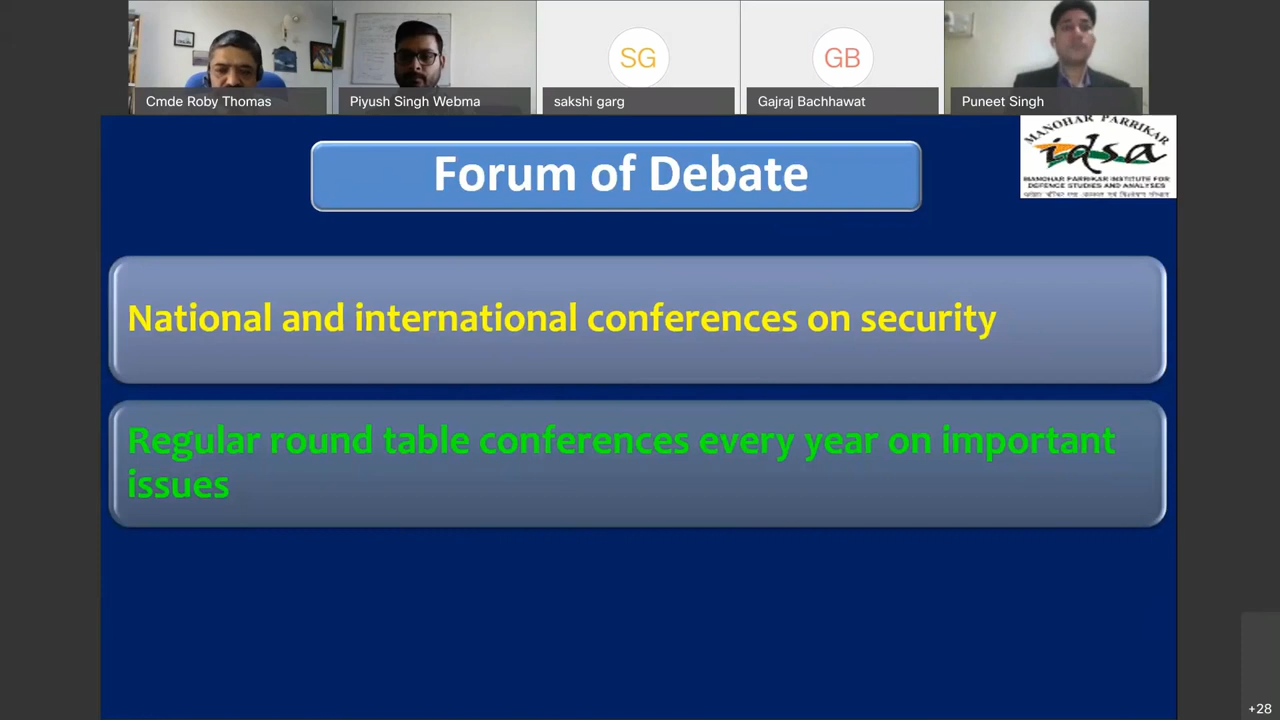 Cmde Roby Thomas
Piyush Singh Webma
SG
sakshi garg
GB
Gajraj Bachhawat
Puneet Singh
MANOHAR PARRIKAR
idsa
MANOHAR PARRIKAR INSTITUTE FOR
DEFENCE STUDIES AND ANALYSES
Forum of Debate
National and international conferences on security
Regular round table conferences every year on important
issues
+28